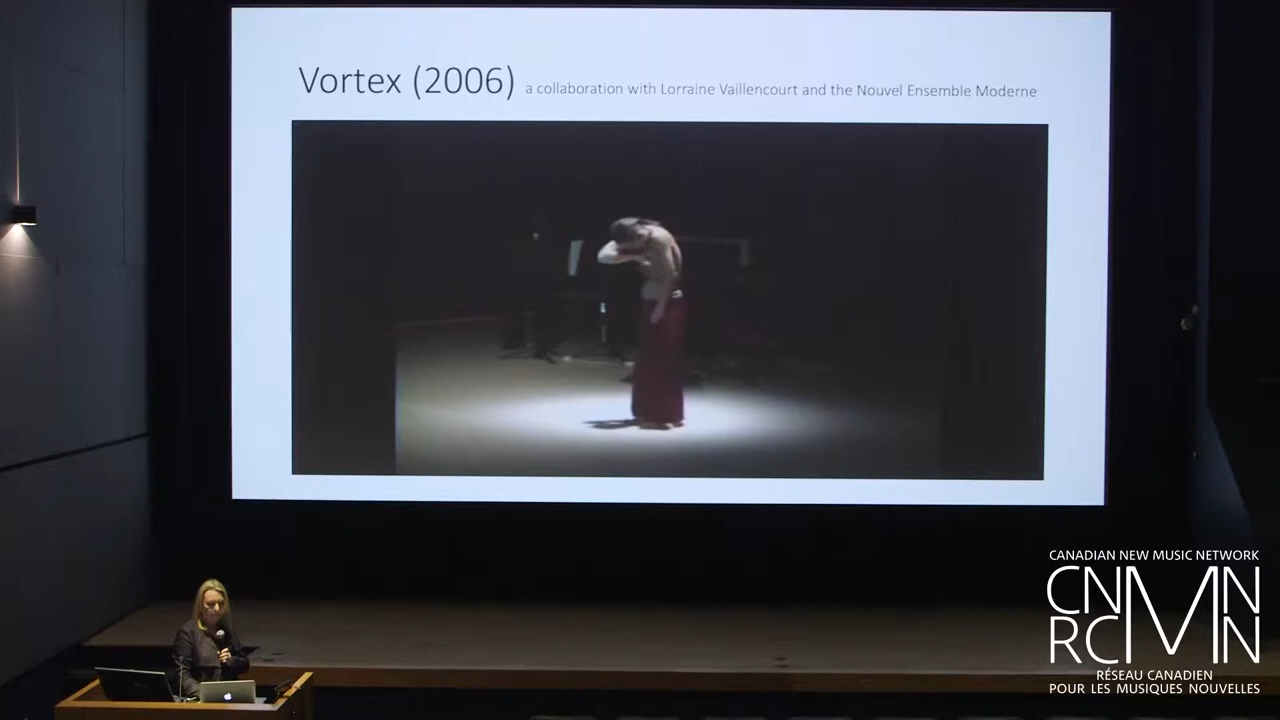 Vortex (2006) a collaboration with Lorraine Vaillencourt and the Nouvel Ensemble Moderne
CANADIAN NEW MUSIC NETWORK
CNMN
RCMN
RÉSEAU CANADIEN
POUR LES MUSIQUES NOUVELLES